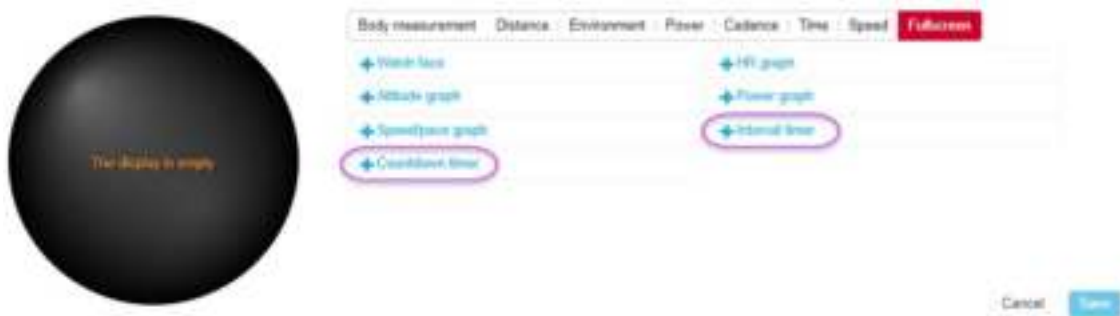 Body measurement Distance Environment Power Cadence Time Speed Fullscreen
Watch face
HR graph
Altitude graph
Power graph
Speed/pace graph
Interval timer
Countdown timer
The display is empty
Cancel Save